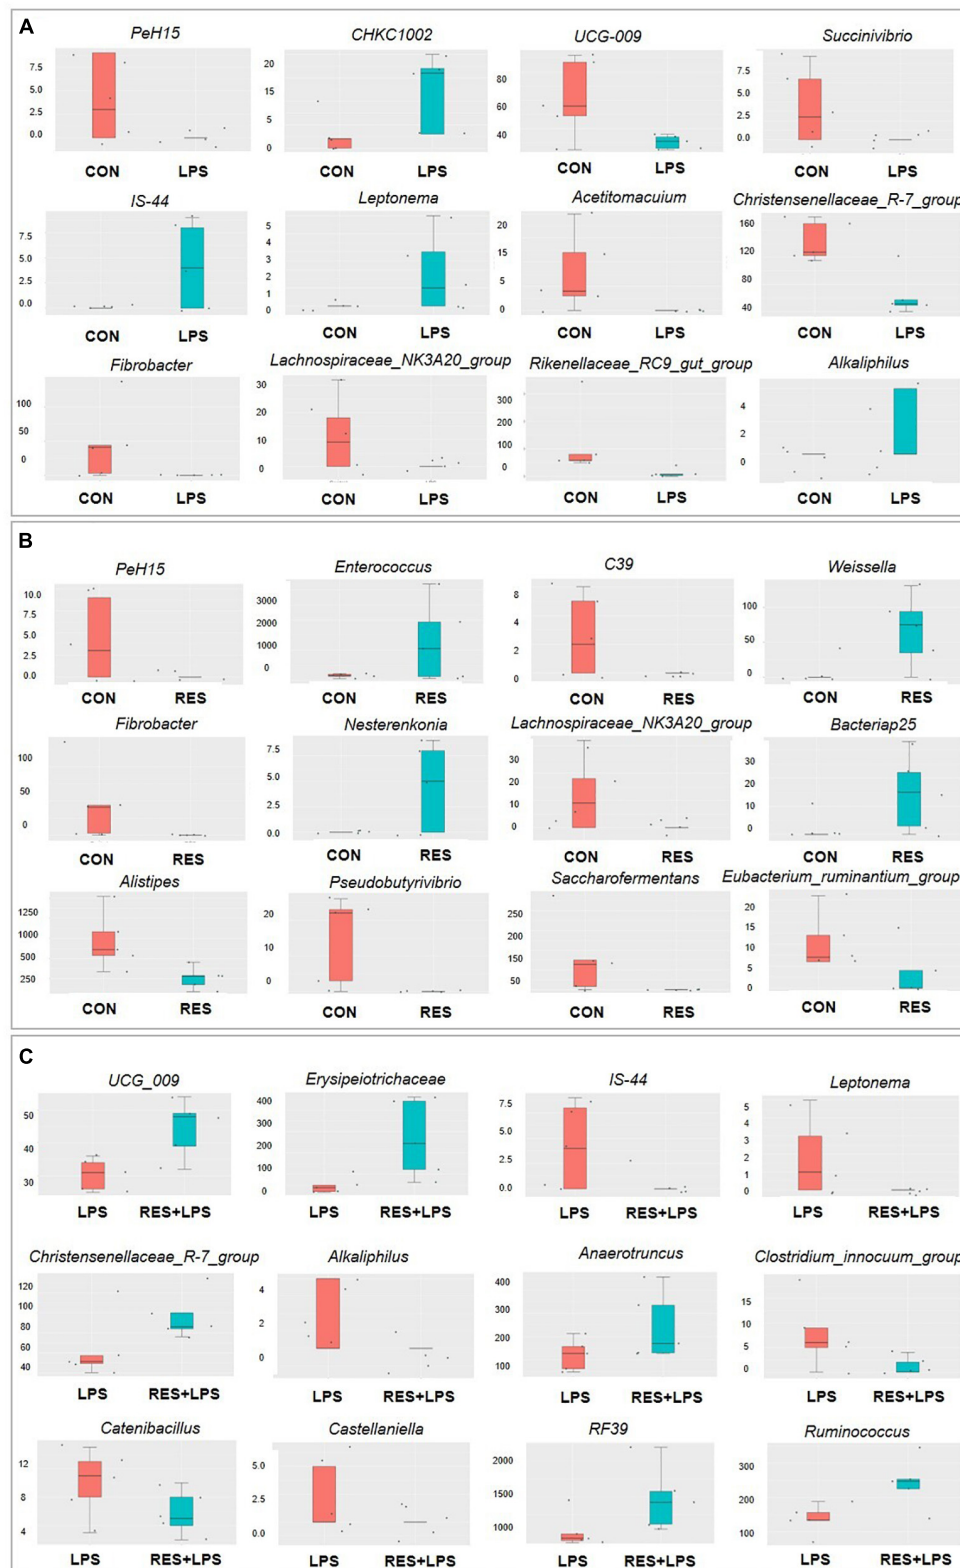 A
PeH15 CHKC1002 UCG-009 Succinivibrio
7.5 5.0 2.5 0.0
20 15 5 0
80 60 40
7.5 5.0 2.5 0.0
CON LPS CON LPS CON LPS CON LPS
IS-44 Leptonema Acetitomacuium Christensenellaceae_R-7_group
7.5 5.0 2.5 0.0
5 4 3 2 1 0
20 15 5 0
160 120 80 40
CON LPS CON LPS CON LPS CON LPS
Fibrobacter Lachnospiraceae_NK3A20_group Rikenellaceae_RC9_gut_group Alkaliphilus
100 50 0
30 20 10 0
300 200 100 0
4 2 0
CON LPS CON LPS CON LPS CON LPS
B
PeH15 Enterococcus C39 Weissella
10.0 7.5 5.0 2.5 0.0
3000 2000 1000 0
8 4 2 0
100 50 0
CON RES CON RES CON RES CON RES
Fibrobacter Nesterenkonia Lachnospiraceae_NK3A20_group Bacteriap25
100 50 0
7.5 5.0 2.5 0.0
30 20 10 0
30 20 10 0
CON RES CON RES CON RES CON RES
Alistipes Pseudobutyrivibrio Saccharofermentans Eubacterium_ruminantium_group
1250 1000 500 250
20 10 0
250 200 150 50
20 15 10 5 0
CON RES CON RES CON RES CON RES
C
UCG_009 Erysipeiotrichaceae IS-44 Leptonema
50 40 30
400 300 200 100 0
7.5 5.0 2.5 0.0
5 4 3 2 1 0
LPS RES+LPS LPS RES+LPS LPS RES+LPS LPS RES+LPS
Christensenellaceae_R-7_group Alkaliphilus Anaerotruncus Clostridium_innocuum_group
120 100 80 60 40
4 2 0
400 300 200 100
15 10 5 0
LPS RES+LPS LPS RES+LPS LPS RES+LPS LPS RES+LPS
Catenibacillus Castellaniella RF39 Ruminococcus
12 8 4
5.0 2.5 0.0
2000 1500 1000
300 200 100
LPS RES+LPS LPS RES+LPS LPS RES+LPS LPS RES+LPS